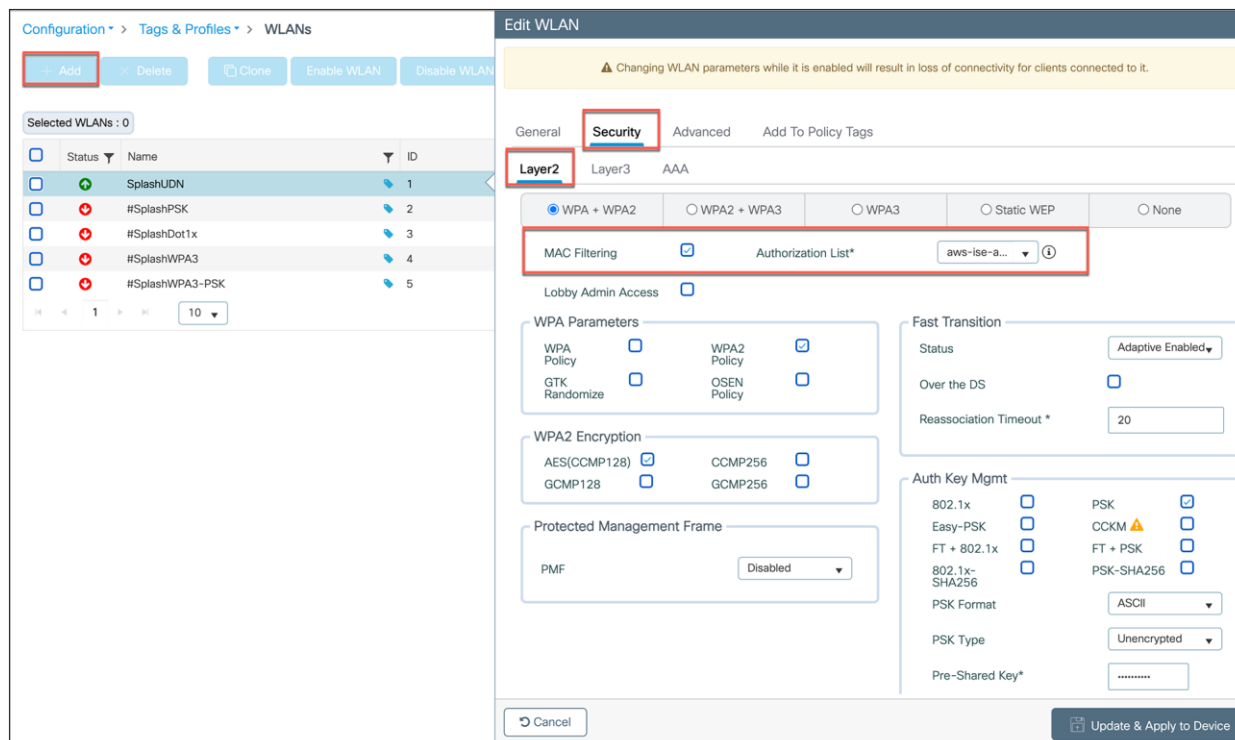 Configuration > Tags & Profiles > WLANs
+ Add × Delete Clone Enable WLAN Disable WLAN
Selected WLANs : 0
Status Name ID
SplashUDN 1
#SplashPSK 2
#SplashDot1x 3
#SplashWPA3 4
#SplashWPA3-PSK 5
1 10
Edit WLAN
Changing WLAN parameters while it is enabled will result in loss of connectivity for clients connected to it.
General Security Advanced Add To Policy Tags
Layer2 Layer3 AAA
WPA + WPA2 WPA2 + WPA3 WPA3 Static WEP None
MAC Filtering Authorization List* aws-ise-a...
Lobby Admin Access
WPA Parameters
WPA Policy WPA2 Policy
GTK Randomize OSEN Policy
WPA2 Encryption
AES(CCMP128) CCMP256
GCMP128 GCMP256
Protected Management Frame
PMF Disabled
Fast Transition
Status Adaptive Enabled
Over the DS
Reassociation Timeout * 20
Auth Key Mgmt
802.1x PSK
Easy-PSK CCKM
FT + 802.1x FT + PSK
802.1x-SHA256 PSK-SHA256
PSK Format ASCII
PSK Type Unencrypted
Pre-Shared Key* ··········
Cancel Update & Apply to Device